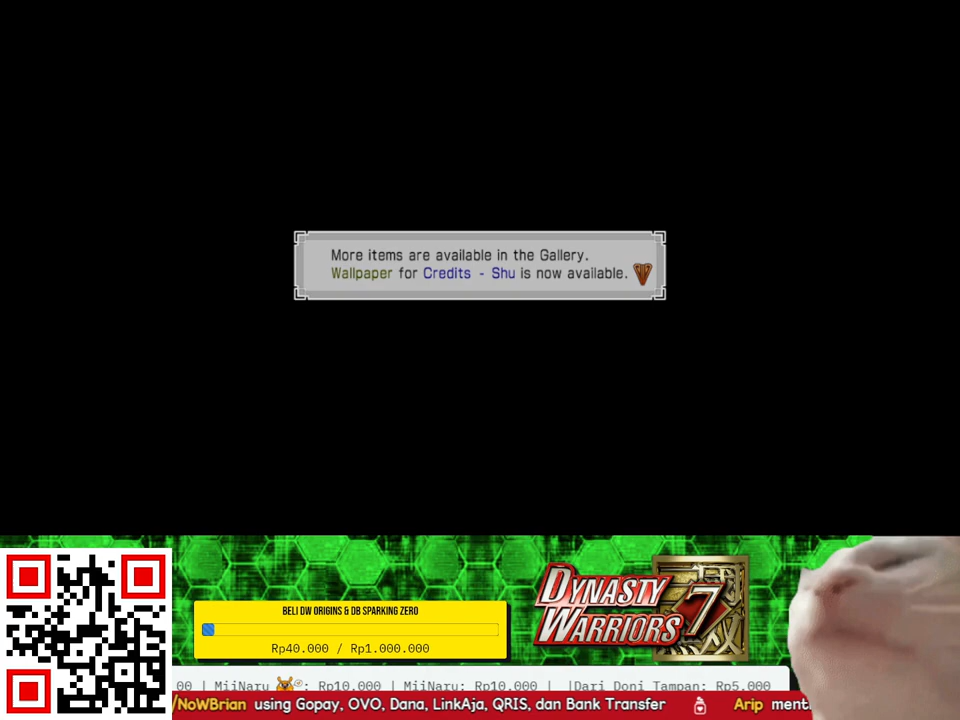 More items are available in the Gallery.
Wallpaper for Credits - Shu is now available.
BELI DW ORIGINS & DB SPARKING ZERO
Rp40.000 / Rp1.000.000
DYNASTY WARRIORS 7
00 | MiiNaru : Rp10.000 | MiiNaru: Rp10.000 | |Dari Doni Tampan: Rp5.000
/NoWBrian using Gopay, OVO, Dana, LinkAja, QRIS, dan Bank Transfer Arip ment